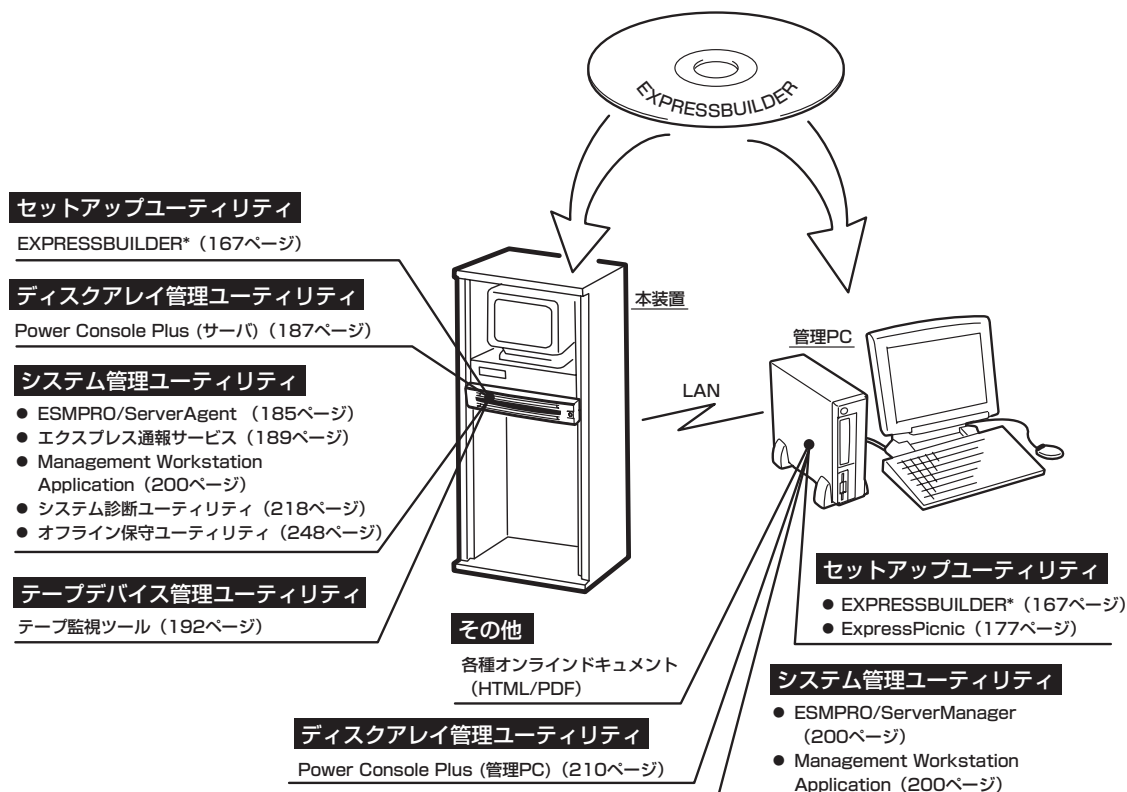 EXPRESSBUILDER
セットアップユーティリティ
EXPRESSBUILDER*（167ページ）
ディスクアレイ管理ユーティリティ
Power Console Plus (サーバ)（187ページ）
システム管理ユーティリティ
● ESMPRO/ServerAgent （185ページ）
● エクスプレス通報サービス（189ページ）
● Management Workstation
Application（200ページ）
● システム診断ユーティリティ（218ページ）
● オフライン保守ユーティリティ（248ページ）
テープデバイス管理ユーティリティ
テープ監視ツール（192ページ）
本装置
LAN
管理PC
その他
各種オンラインドキュメント
（HTML/PDF）
ディスクアレイ管理ユーティリティ
Power Console Plus (管理PC)（210ページ）
セットアップユーティリティ
● EXPRESSBUILDER*（167ページ）
● ExpressPicnic（177ページ）
システム管理ユーティリティ
● ESMPRO/ServerManager
（200ページ）
● Management Workstation
Application（200ページ）